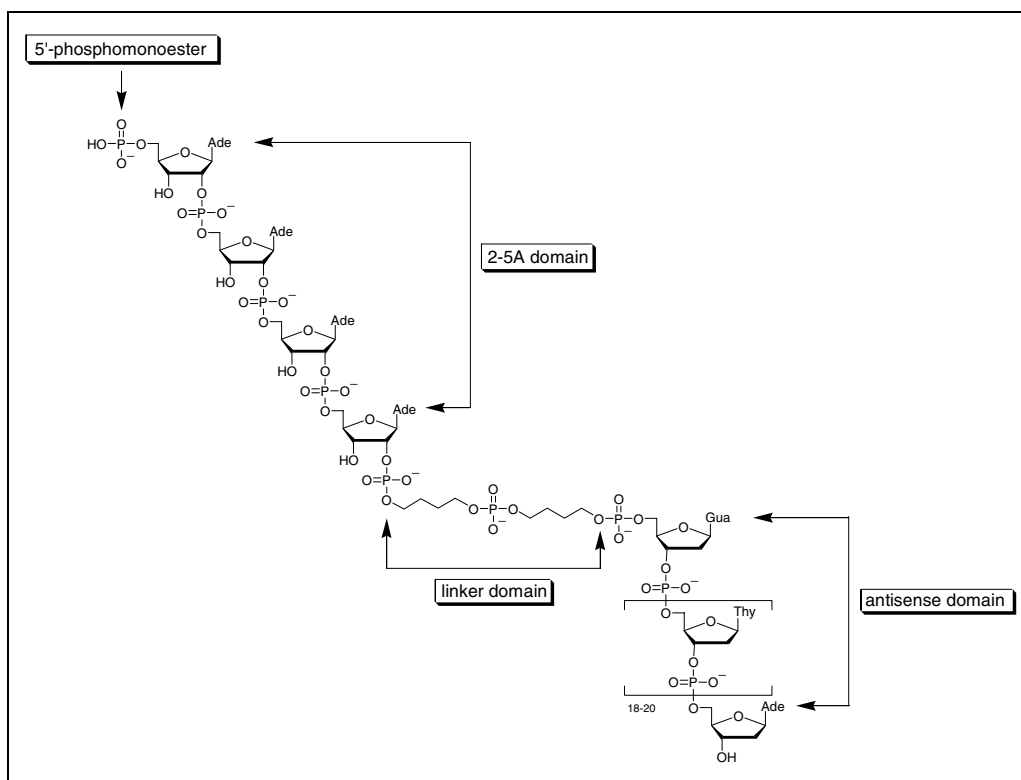 5'-phosphomonoester
O
HO P O
O−
O
Ade
HO
O
O=P−O−
O
O
Ade
HO
O
O=P−O−
O
O
Ade
HO
O
O=P−O−
O
O
Ade
HO
O
O=P−O−
O
2-5A domain
O
O P O
O−
O
O P O
O−
O
Gua
linker domain
O
O=P−O−
O
O
Thy
antisense domain
O
O=P−O−
18-20
O
O
Ade
OH